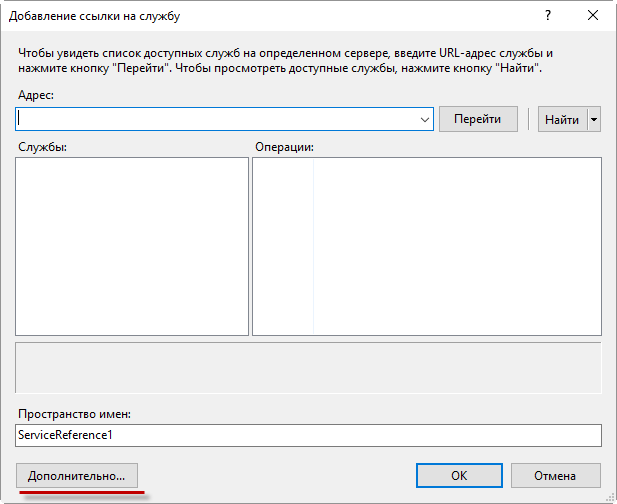 Добавление ссылки на службу
Чтобы увидеть список доступных служб на определенном сервере, введите URL-адрес службы и
нажмите кнопку "Перейти". Чтобы просмотреть доступные службы, нажмите кнопку "Найти".
Адрес:
Перейти
Найти
Службы:
Операции:
Пространство имен:
ServiceReference1
Дополнительно...
ОК
Отмена